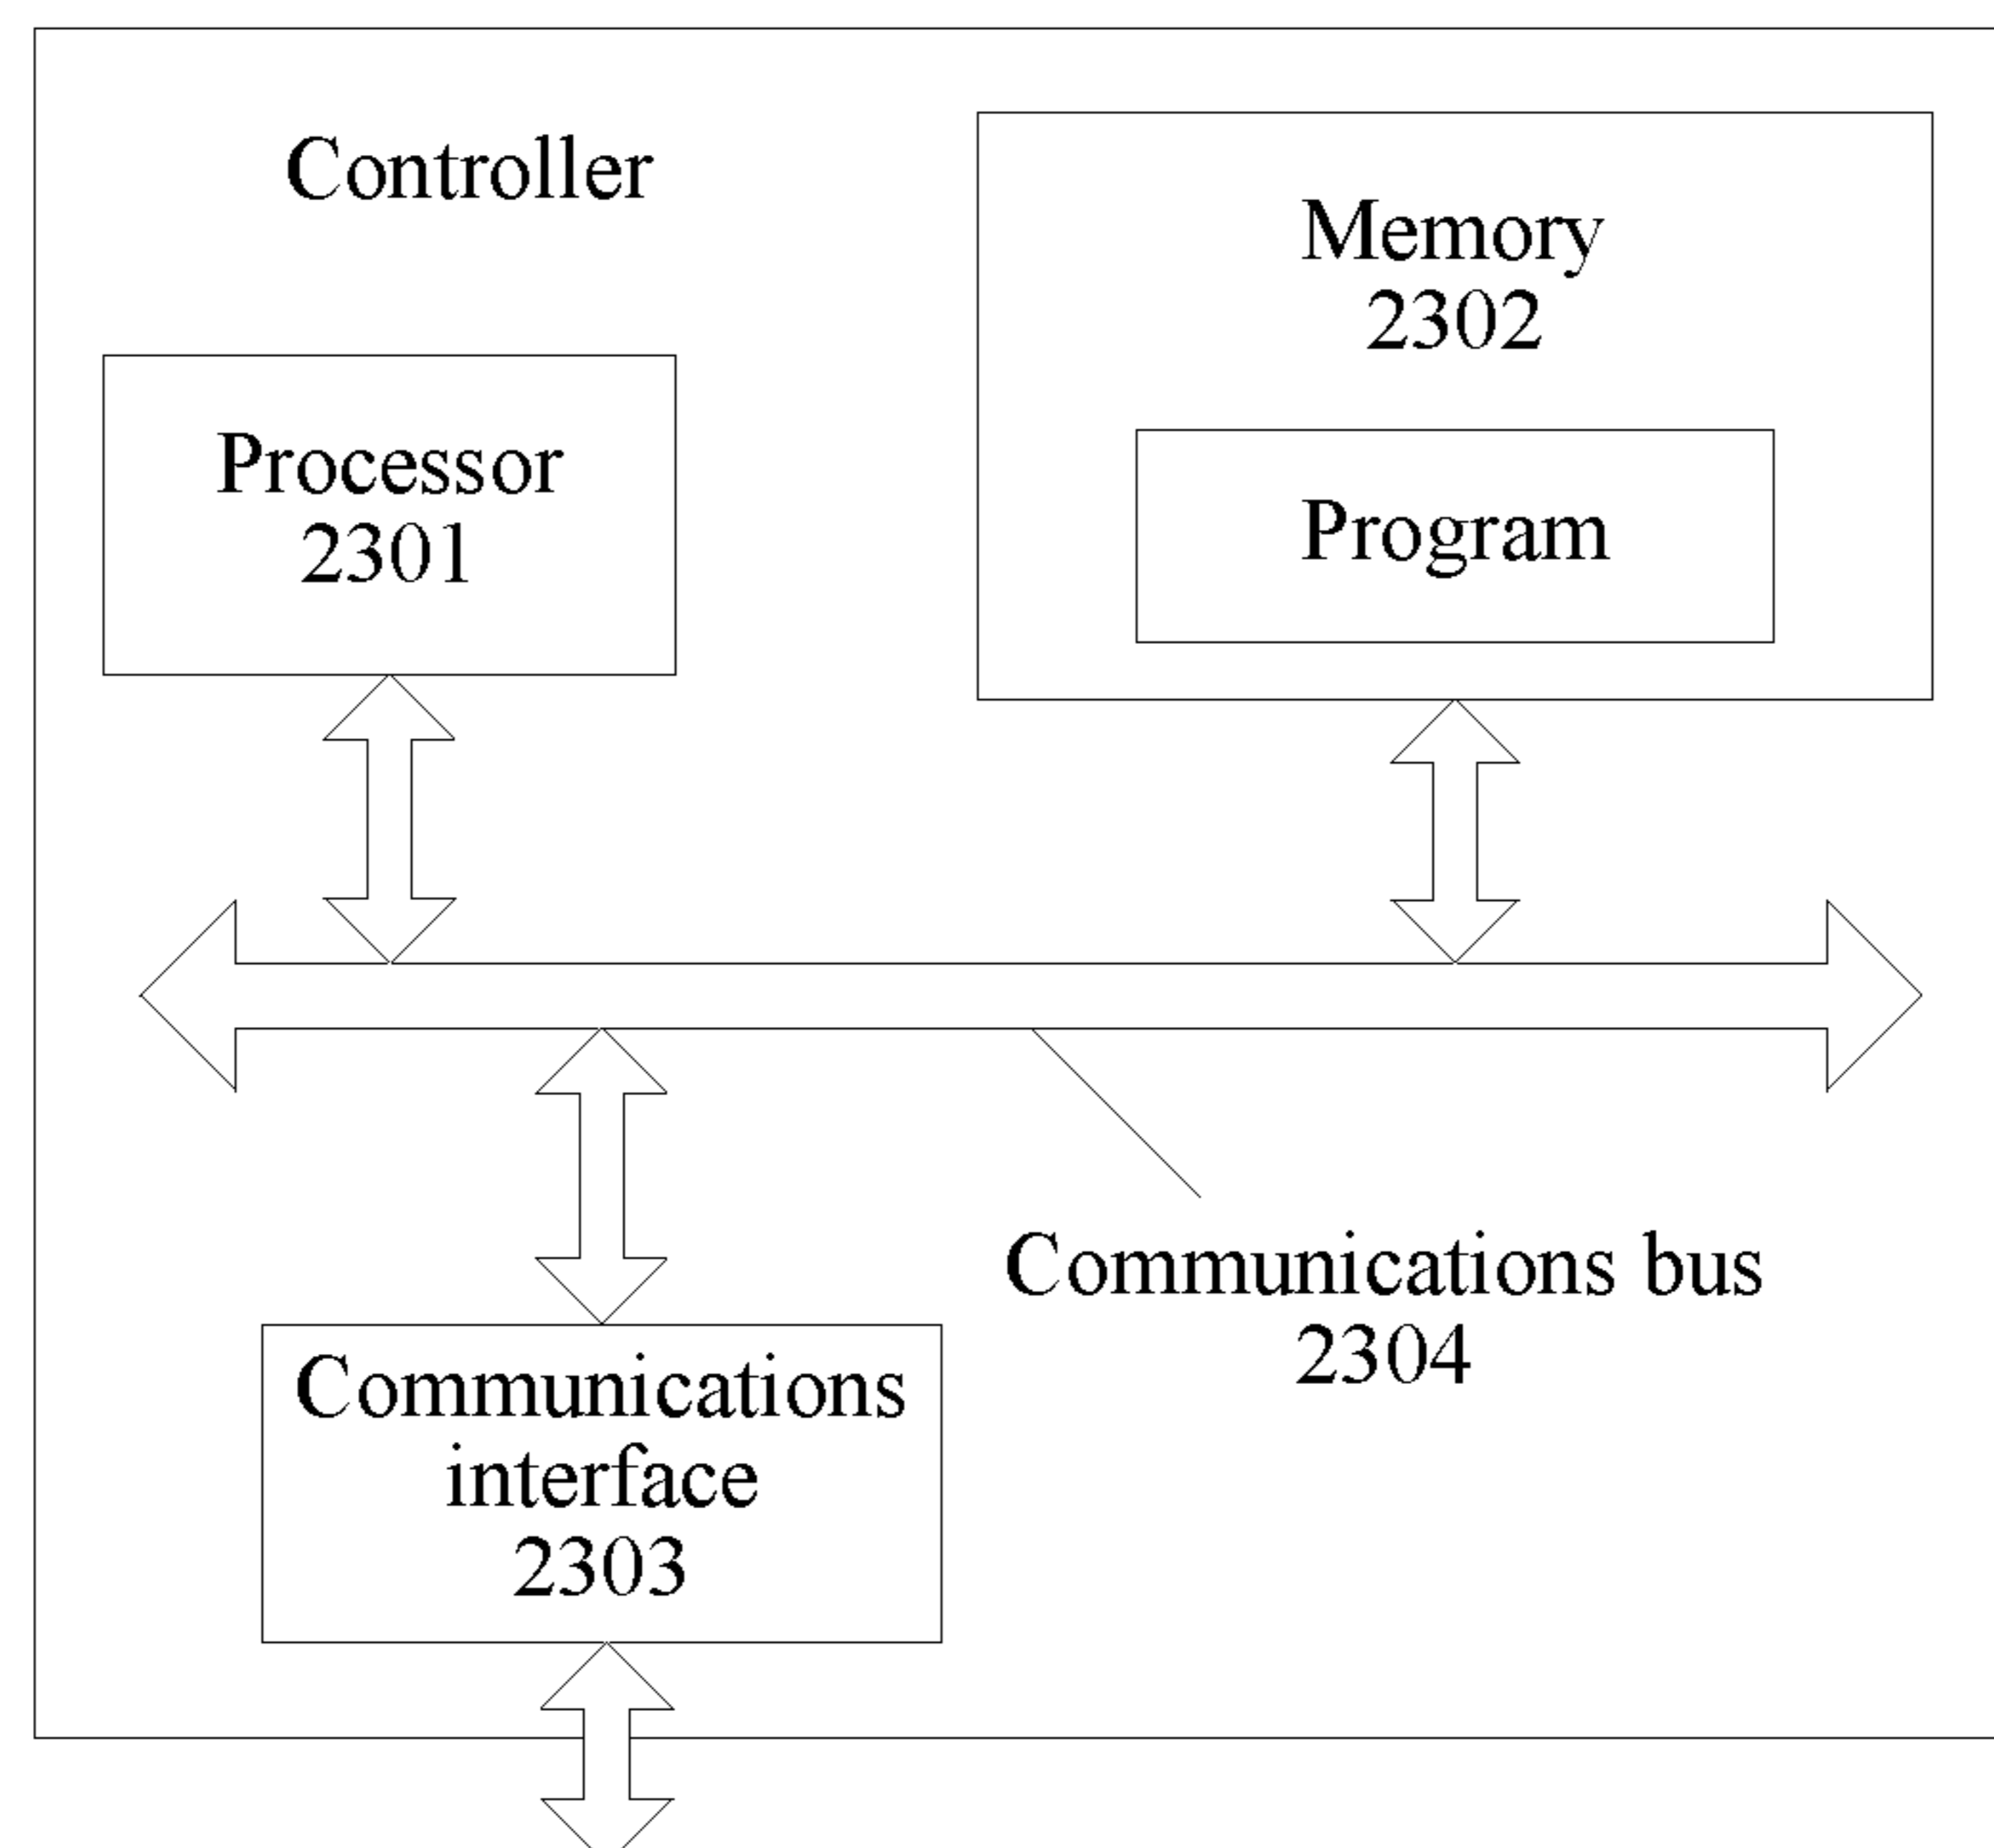 Controller
Memory
2302
Processor
2301
Program
Communications bus
2304
Communications
interface
2303